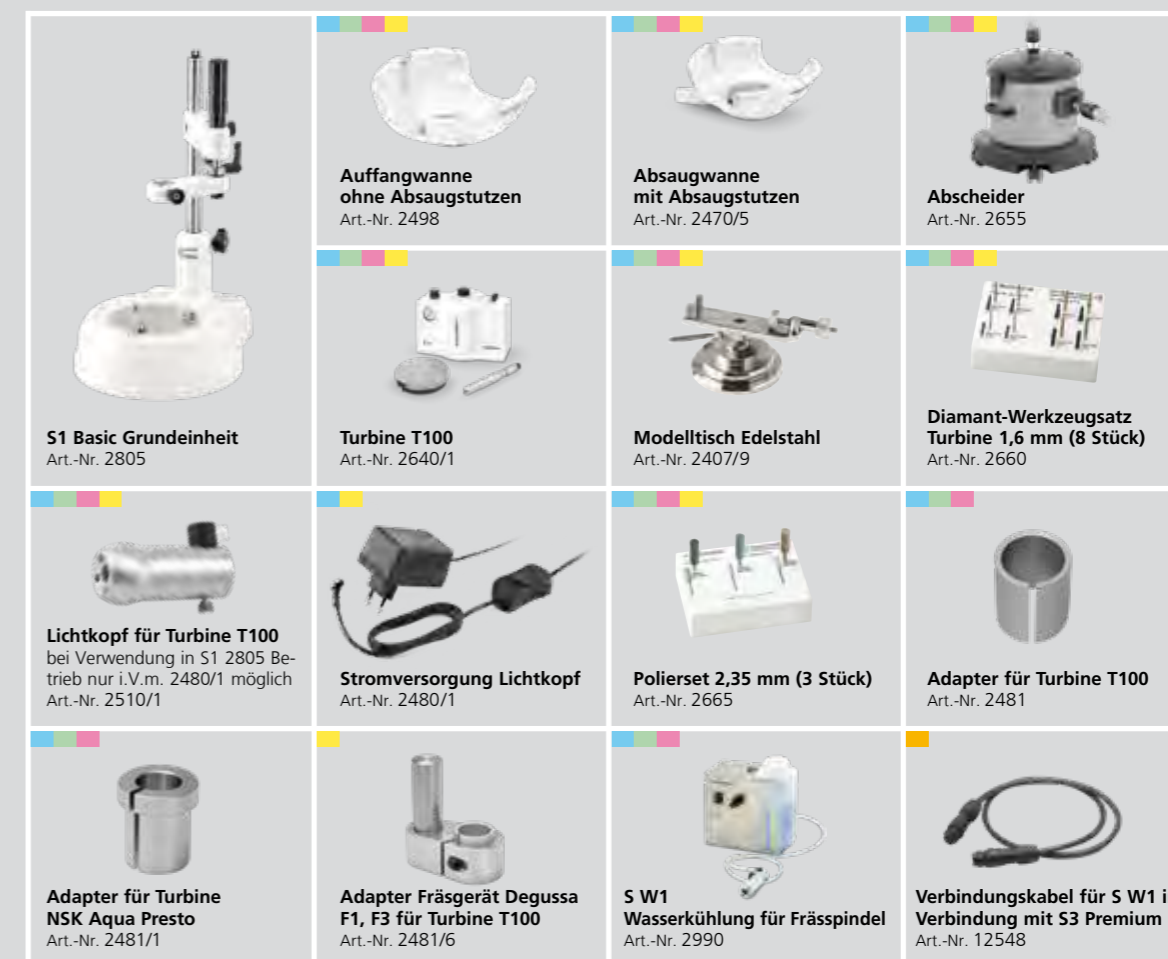 S1 Basic Grundeinheit
Art.-Nr. 2805
Auffangwanne
ohne Absaugstutzen
Art.-Nr. 2498
Absaugwanne
mit Absaugstutzen
Art.-Nr. 2470/5
Abscheider
Art.-Nr. 2655
Turbine T100
Art.-Nr. 2640/1
Modelltisch Edelstahl
Art.-Nr. 2407/9
Diamant-Werkzeugsatz
Turbine 1,6 mm (8 Stück)
Art.-Nr. 2660
Lichtkopf für Turbine T100
bei Verwendung in S1 2805 Be-
trieb nur i.V.m. 2480/1 möglich
Art.-Nr. 2510/1
Stromversorgung Lichtkopf
Art.-Nr. 2480/1
Polierset 2,35 mm (3 Stück)
Art.-Nr. 2665
Adapter für Turbine T100
Art.-Nr. 2481
Adapter für Turbine
NSK Aqua Presto
Art.-Nr. 2481/1
Adapter Fräsgerät Degussa
F1, F3 für Turbine T100
Art.-Nr. 2481/6
S W1
Wasserkühlung für Frässpindel
Art.-Nr. 2990
Verbindungskabel für S W1
Verbindung mit S3 Premium
Art.-Nr. 12548